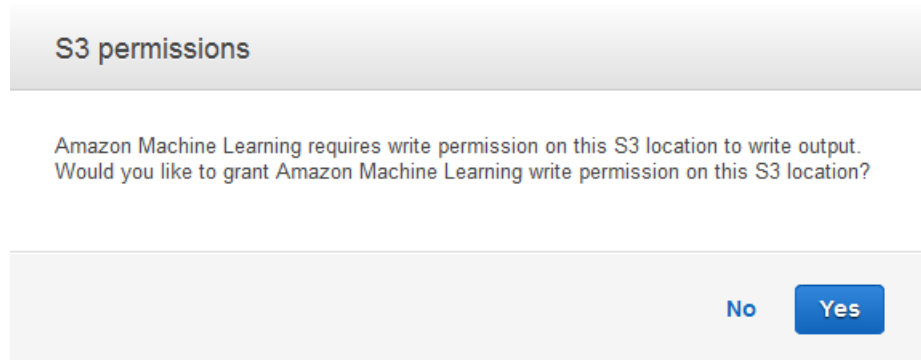 S3 permissions
Amazon Machine Learning requires write permission on this S3 location to write output.
Would you like to grant Amazon Machine Learning write permission on this S3 location?
No
Yes